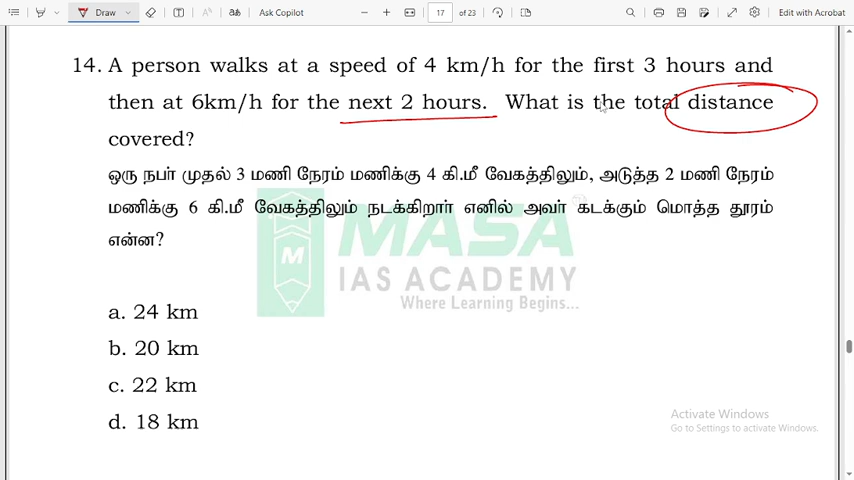 Draw
Ask Copilot
17 of 23
Edit with Acrobat
14. A person walks at a speed of 4 km/h for the first 3 hours and
then at 6km/h for the next 2 hours. What is the total distance
covered?
ஒரு நபர் முதல் 3 மணி நேரம் மணிக்கு 4 கி.மீ வேகத்திலும், அடுத்த 2 மணி நேரம்
மணிக்கு 6 கி.மீ வேகத்திலும் நடக்கிறார் எனில் அவர் கடக்கும் மொத்த தூரம்
என்ன?
MASA
IAS ACADEMY
Where Learning Begins...
M
a. 24 km
b. 20 km
c. 22 km
d. 18 km
Activate Windows
Go to Settings to activate Windows.